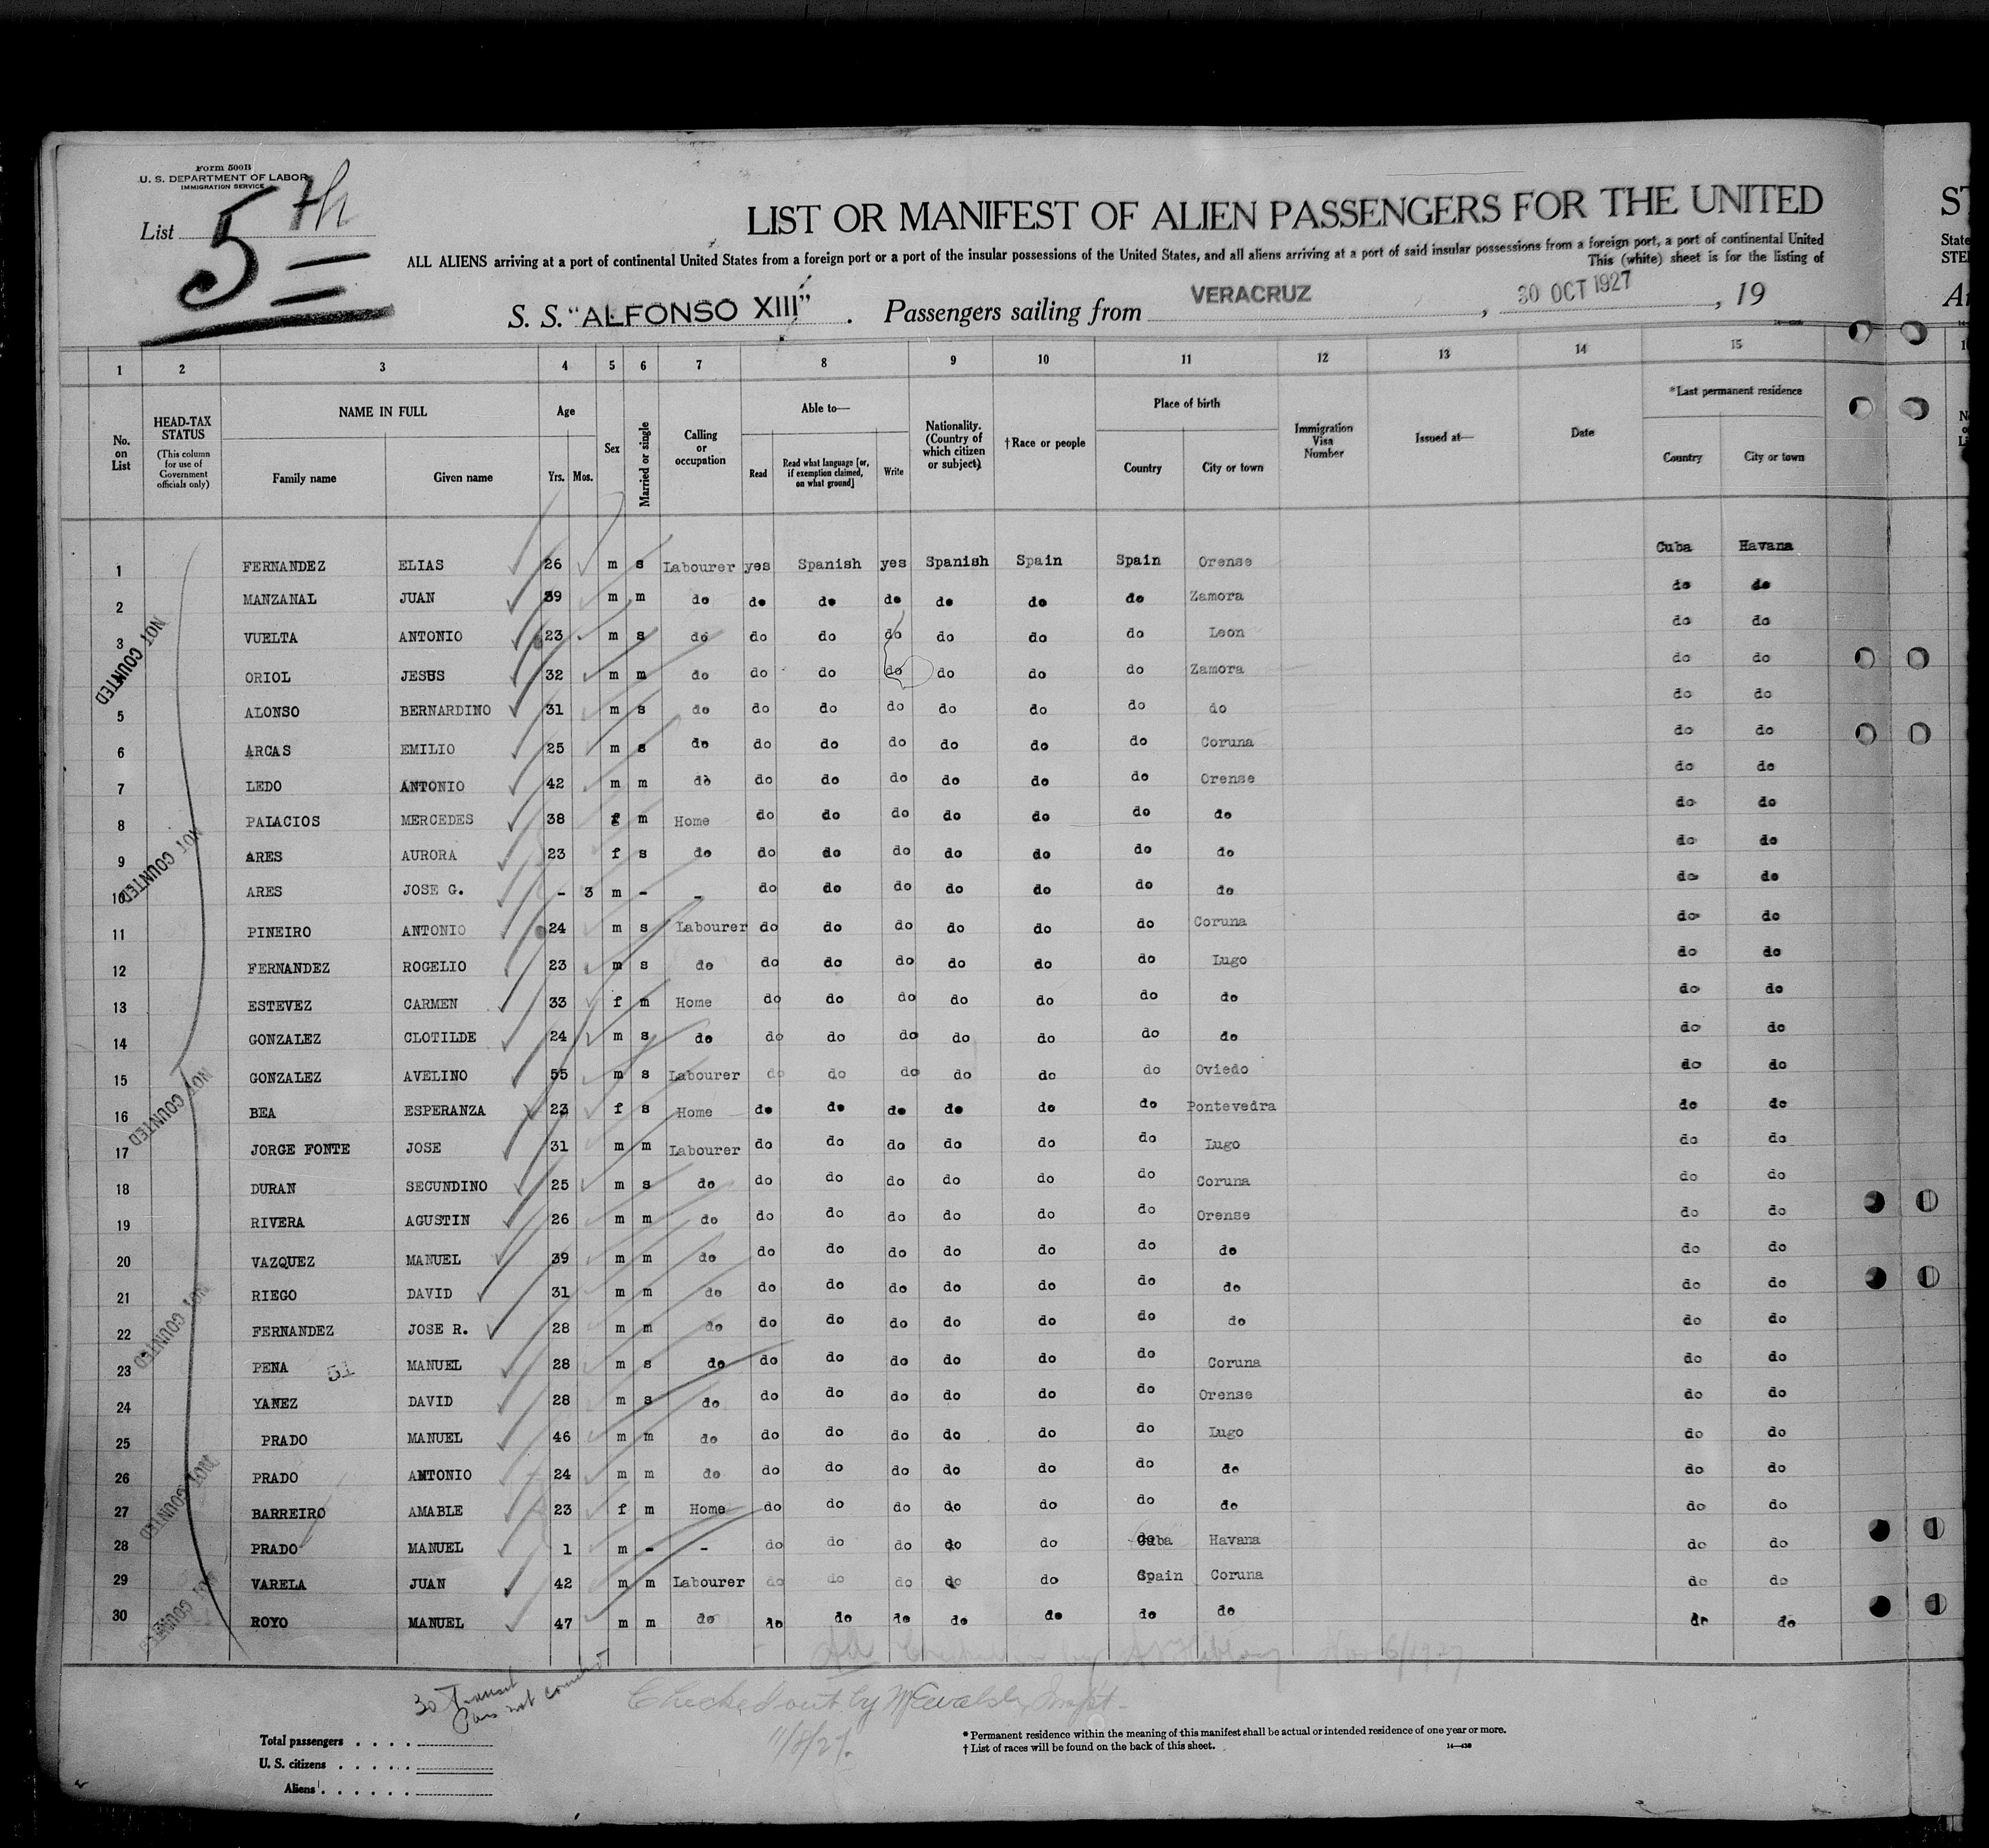 Form 500B
U. S. DEPARTMENT OF LABOR
IMMIGRATION SERVICE
List 5th
LIST OR MANIFEST OF ALIEN PASSENGERS FOR THE UNITED
ALL ALIENS arriving at a port of continental United States from a foreign port or a port of the insular possessions of the United States, and all aliens arriving at a port of said insular possessions from a foreign port, a port of continental United
This (white) sheet is for the listing of
S. S. "ALFONSO XIII". Passengers sailing from VERACRUZ, 30 OCT 1927, 19
1 2 3 4 5 6 7 8 9 10 11 12 13 14 15
No. on List
HEAD-TAX STATUS (This column for use of Government officials only)
NAME IN FULL
Family name Given name
Age
Yrs. Mos.
Sex
Married or single
Calling or occupation
Able to—
Read Read what language [or, if exemption claimed, on what ground] Write
Nationality. (Country of which citizen or subject)
†Race or people
Place of birth
Country City or town
Immigration Visa Number
Issued at—
Date
*Last permanent residence
Country City or town
1 FERNANDEZ ELIAS 26 m s Labourer yes Spanish yes Spanish Spain Spain Orense Cuba Havana
2 MANZANAL JUAN 39 m m do do do do do do do Zamora do do
3 VUELTA ANTONIO 23 m s do do do do do do do Leon do do
ORIOL JESUS 32 m m do do do do do do do Zamora do do
5 ALONSO BERNARDINO 31 m s do do do do do do do do do do
6 ARCAS EMILIO 25 m s do do do do do do do Coruna do do
7 LEDO ANTONIO 42 m m do do do do do do do Orense do do
8 PALACIOS MERCEDES 38 f m Home do do do do do do do do do
9 ARES AURORA 23 f s do do do do do do do do do do
10 ARES JOSE G. - 3 m - - do do do do do do do do do
11 PINEIRO ANTONIO 24 m s Labourer do do do do do do Coruna do do
12 FERNANDEZ ROGELIO 23 m s do do do do do do do Lugo do do
13 ESTEVEZ CARMEN 33 f m Home do do do do do do do do do
14 GONZALEZ CLOTILDE 24 m s do do do do do do do do do do
15 GONZALEZ AVELINO 55 m s Labourer do do do do do do Oviedo do do
16 BEA ESPERANZA 23 f s Home do do do do do do Pontevedra do do
17 JORGE FONTE JOSE 31 m m Labourer do do do do do do Lugo do do
18 DURAN SECUNDINO 25 m s do do do do do do do Coruna do do
19 RIVERA AGUSTIN 26 m m do do do do do do do Orense do do
20 VAZQUEZ MANUEL 39 m m do do do do do do do do do do
21 RIEGO DAVID 31 m m do do do do do do do do do do
22 FERNANDEZ JOSE R. 28 m m do do do do do do do do do do
23 PENA 51 MANUEL 28 m s do do do do do do do Coruna do do
24 YANEZ DAVID 28 m s do do do do do do do Orense do do
25 PRADO MANUEL 46 m m do do do do do do do Lugo do do
26 PRADO ANTONIO 24 m m do do do do do do do do do do
27 BARREIRO AMABLE 23 f m Home do do do do do do do do do
28 PRADO MANUEL 1 m - - do do do do do Cuba Havana do do
29 VARELA JUAN 42 m m Labourer do do do do do Spain Coruna do do
30 ROYO MANUEL 47 m m do do do do do do do do do do
NOT COUNTED
NOT COUNTED
NOT COUNTED
NOT COUNTED
NOT COUNTED
NOT COUNTED
30 Transit
Pass not counted
Checked out by Inspt.
11/8/27.
Total passengers
U. S. citizens
Aliens
* Permanent residence within the meaning of this manifest shall be actual or intended residence of one year or more.
† List of races will be found on the back of this sheet.
14—430